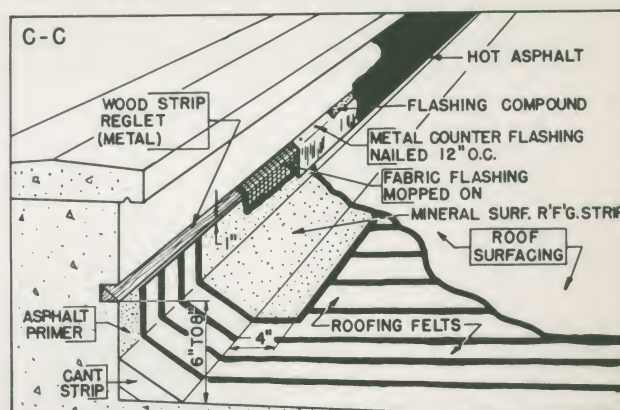 C-C
HOT ASPHALT
WOOD STRIP
REGLET
(METAL)
FLASHING COMPOUND
METAL COUNTER FLASHING
NAILED 12" O.C.
FABRIC FLASHING
MOPPED ON
MINERAL SURF. R'F'G. STRIP
1"
ROOF
SURFACING
ASPHALT
PRIMER
6" TO 8"
4"
ROOFING FELTS
CANT
STRIP